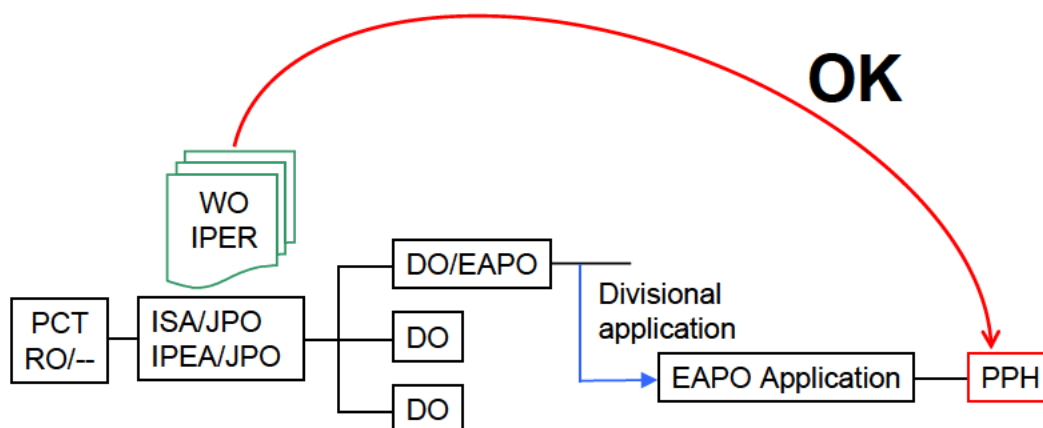 OK
WO
IPER
DO/EAPO
Divisional
application
PCT
RO/--
ISA/JPO
IPEA/JPO
DO
EAPO Application
PPH
DO